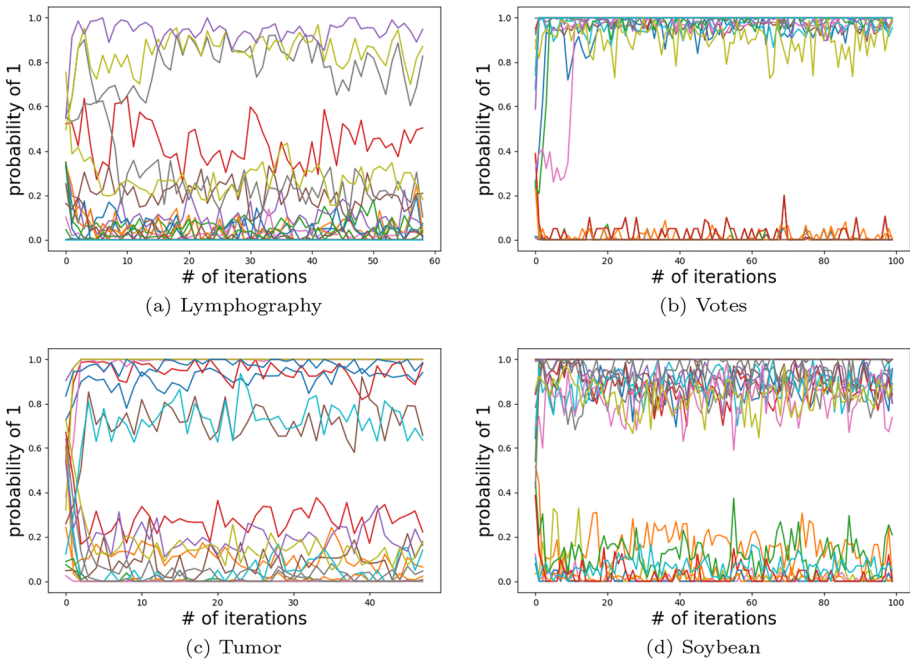 1.0
0.8
0.6
0.4
0.2
0.0
probability of 1
0 10 20 30 40 50 60
# of iterations
(a) Lymphography
1.0
0.8
0.6
0.4
0.2
0.0
probability of 1
0 20 40 60 80 100
# of iterations
(b) Votes
1.0
0.8
0.6
0.4
0.2
0.0
probability of 1
0 10 20 30 40
# of iterations
(c) Tumor
1.0
0.8
0.6
0.4
0.2
0.0
probability of 1
0 20 40 60 80 100
# of iterations
(d) Soybean